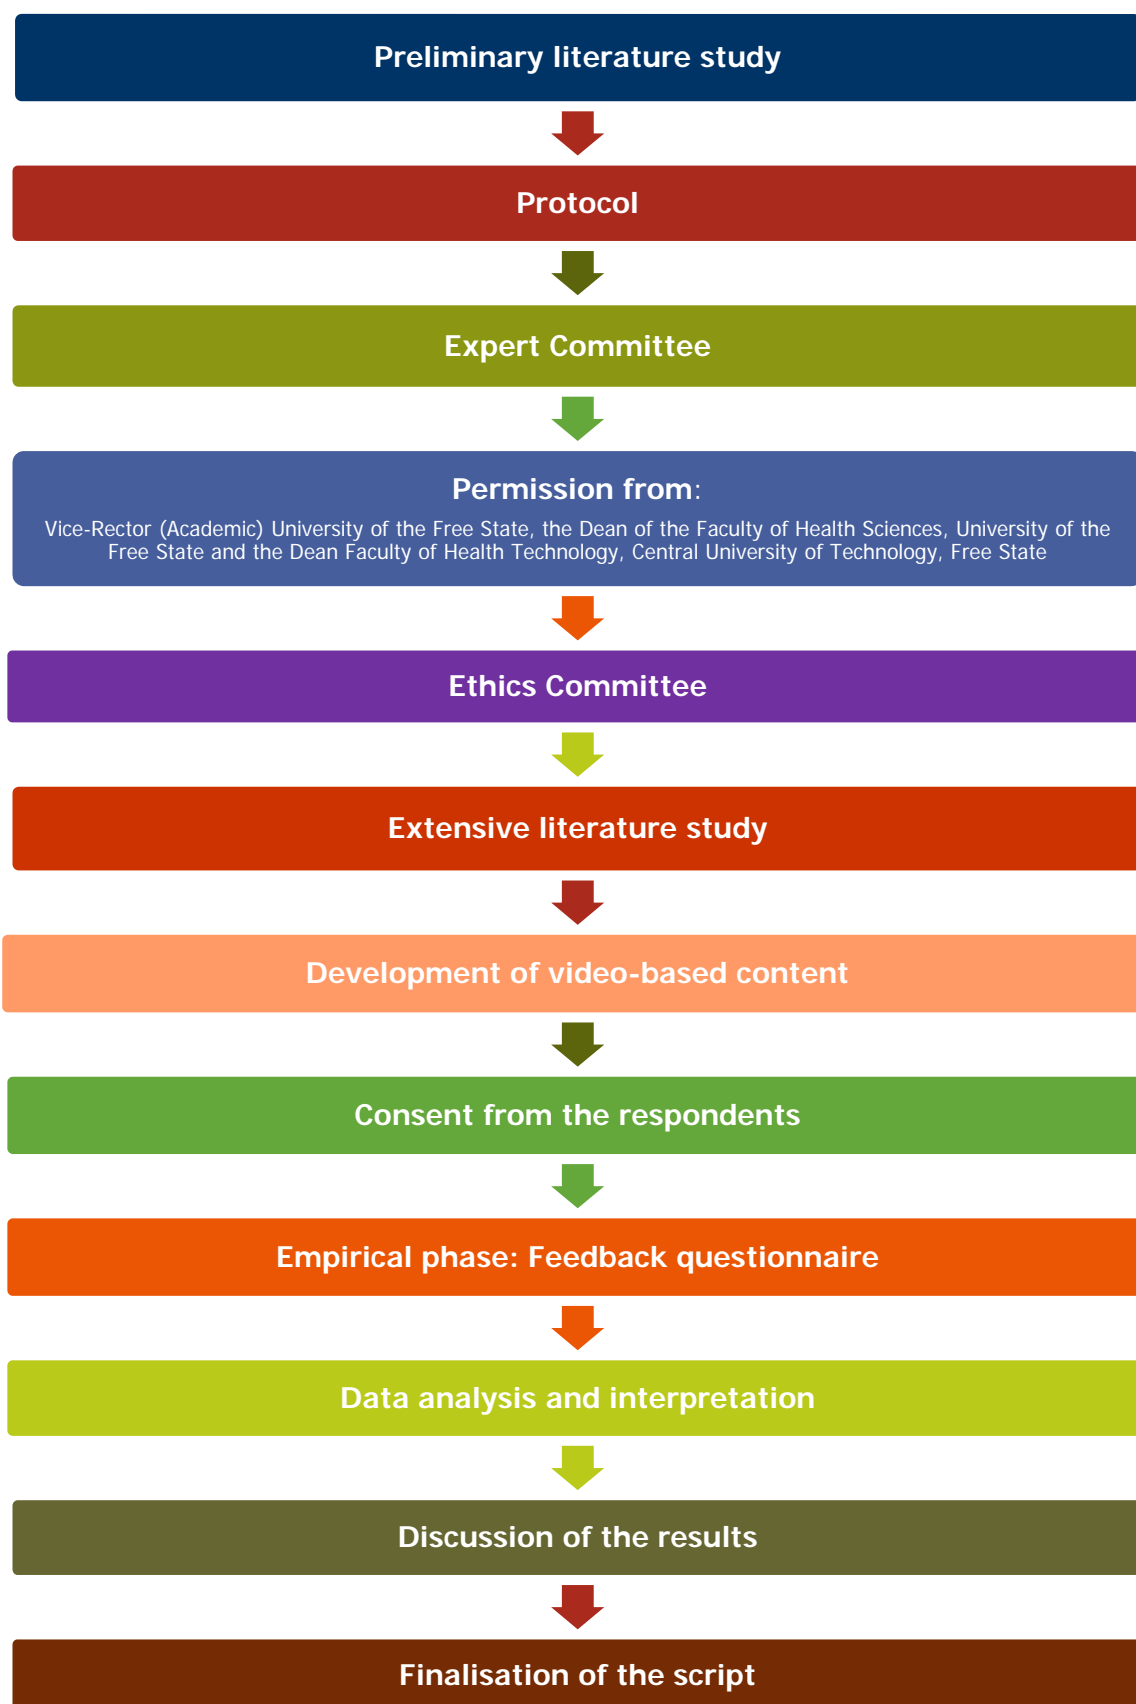 Preliminary literature study
Protocol
Expert Committee
Permission from:
Vice-Rector (Academic) University of the Free State, the Dean of the Faculty of Health Sciences, University of the
Free State and the Dean Faculty of Health Technology, Central University of Technology, Free State
Ethics Committee
Extensive literature study
Development of video-based content
Consent from the respondents
Empirical phase: Feedback questionnaire
Data analysis and interpretation
Discussion of the results
Finalisation of the script